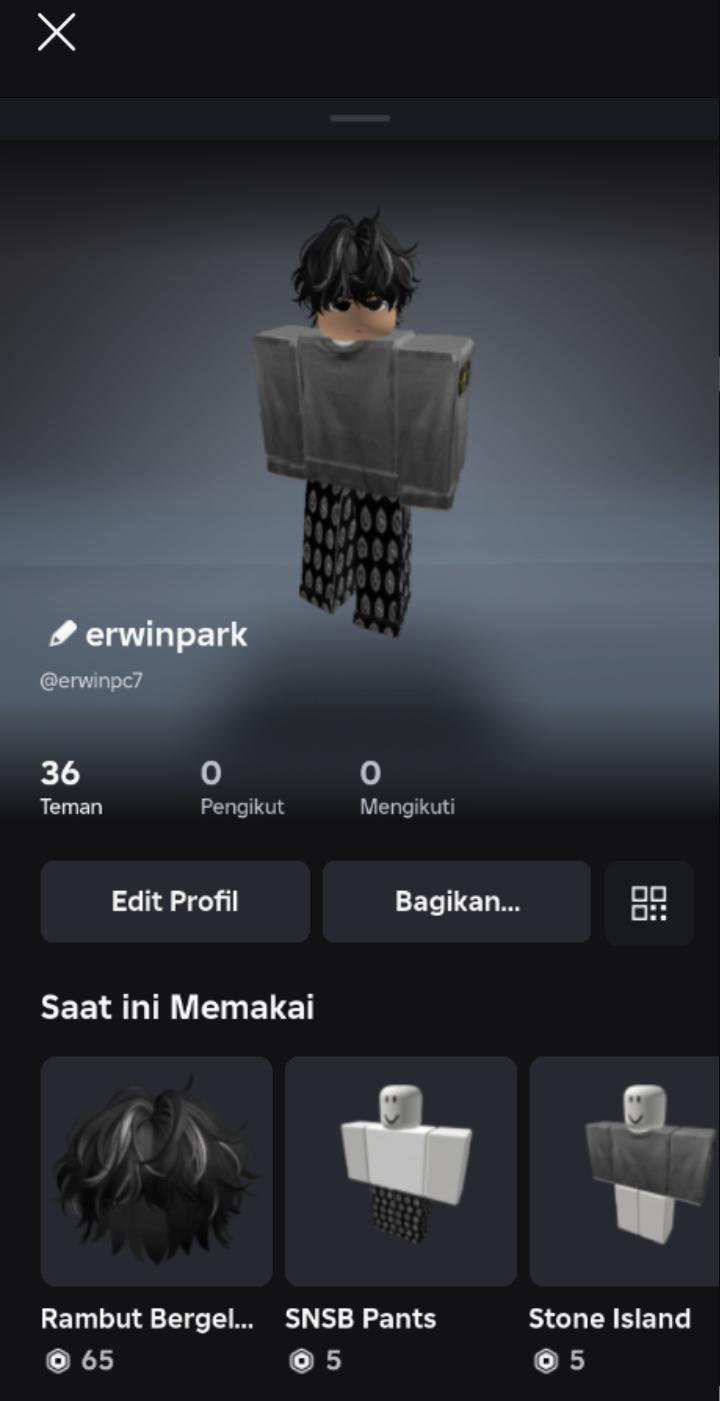 erwinpark
@erwinpc7
36 0 0
Teman Pengikut Mengikuti
Edit Profil Bagikan...
Saat ini Memakai
Rambut Bergel... SNSB Pants Stone Island
65 5 5